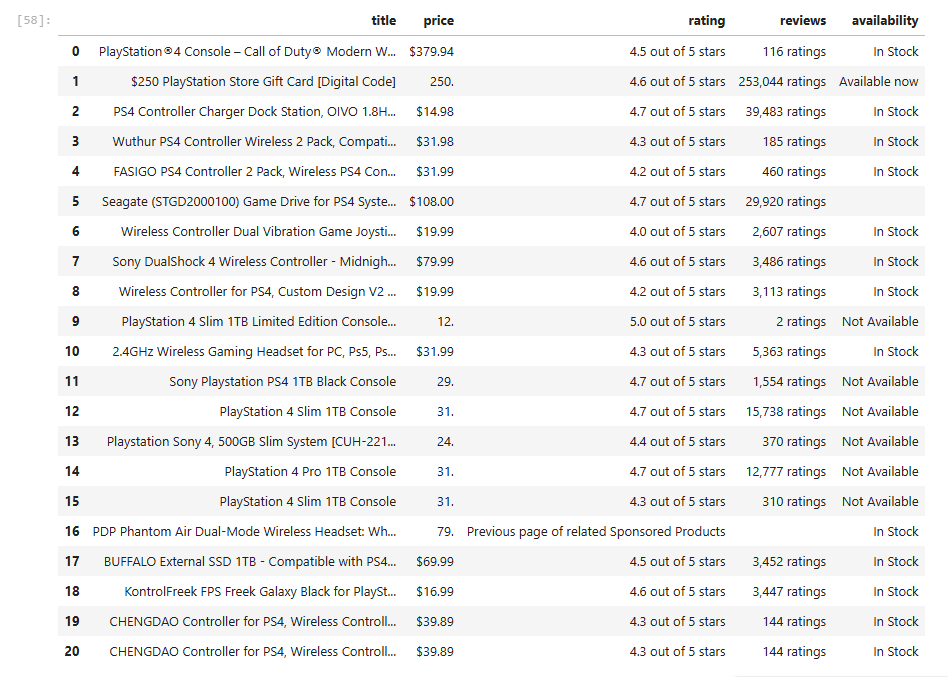 [58]: title price rating reviews availability
0 PlayStation®4 Console – Call of Duty® Modern W... $379.94 4.5 out of 5 stars 116 ratings In Stock
1 $250 PlayStation Store Gift Card [Digital Code] 250. 4.6 out of 5 stars 253,044 ratings Available now
2 PS4 Controller Charger Dock Station, OIVO 1.8H... $14.98 4.7 out of 5 stars 39,483 ratings In Stock
3 Wuthur PS4 Controller Wireless 2 Pack, Compati... $31.98 4.3 out of 5 stars 185 ratings In Stock
4 FASIGO PS4 Controller 2 Pack, Wireless PS4 Con... $31.99 4.2 out of 5 stars 460 ratings In Stock
5 Seagate (STGD2000100) Game Drive for PS4 Syste... $108.00 4.7 out of 5 stars 29,920 ratings
6 Wireless Controller Dual Vibration Game Joysti... $19.99 4.0 out of 5 stars 2,607 ratings In Stock
7 Sony DualShock 4 Wireless Controller - Midnigh... $79.99 4.6 out of 5 stars 3,486 ratings In Stock
8 Wireless Controller for PS4, Custom Design V2 ... $19.99 4.2 out of 5 stars 3,113 ratings In Stock
9 PlayStation 4 Slim 1TB Limited Edition Console... 12. 5.0 out of 5 stars 2 ratings Not Available
10 2.4GHz Wireless Gaming Headset for PC, Ps5, Ps... $31.99 4.3 out of 5 stars 5,363 ratings In Stock
11 Sony Playstation PS4 1TB Black Console 29. 4.7 out of 5 stars 1,554 ratings Not Available
12 PlayStation 4 Slim 1TB Console 31. 4.7 out of 5 stars 15,738 ratings Not Available
13 Playstation Sony 4, 500GB Slim System [CUH-221... 24. 4.4 out of 5 stars 370 ratings Not Available
14 PlayStation 4 Pro 1TB Console 31. 4.7 out of 5 stars 12,777 ratings Not Available
15 PlayStation 4 Slim 1TB Console 31. 4.3 out of 5 stars 310 ratings Not Available
16 PDP Phantom Air Dual-Mode Wireless Headset: Wh... 79. Previous page of related Sponsored Products In Stock
17 BUFFALO External SSD 1TB - Compatible with PS4... $69.99 4.5 out of 5 stars 3,452 ratings In Stock
18 KontrolFreek FPS Freek Galaxy Black for PlaySt... $16.99 4.6 out of 5 stars 3,447 ratings In Stock
19 CHENGDAO Controller for PS4, Wireless Controll... $39.89 4.3 out of 5 stars 144 ratings In Stock
20 CHENGDAO Controller for PS4, Wireless Controll... $39.89 4.3 out of 5 stars 144 ratings In Stock